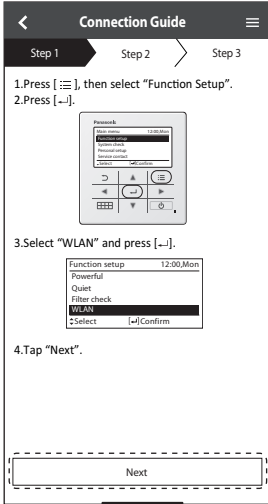 Connection Guide
Step 1
Step 2
Step 3
1.Press [ ], then select “Function Setup”.
2.Press [↵].
Panasonic
Main menu 12:00,Mon
Function setup
System check
Personal setup
Service contact
Select [↵]Confirm
3.Select “WLAN” and press [↵].
Function setup 12:00,Mon
Powerful
Quiet
Filter check
WLAN
Select [↵]Confirm
4.Tap “Next”.
Next